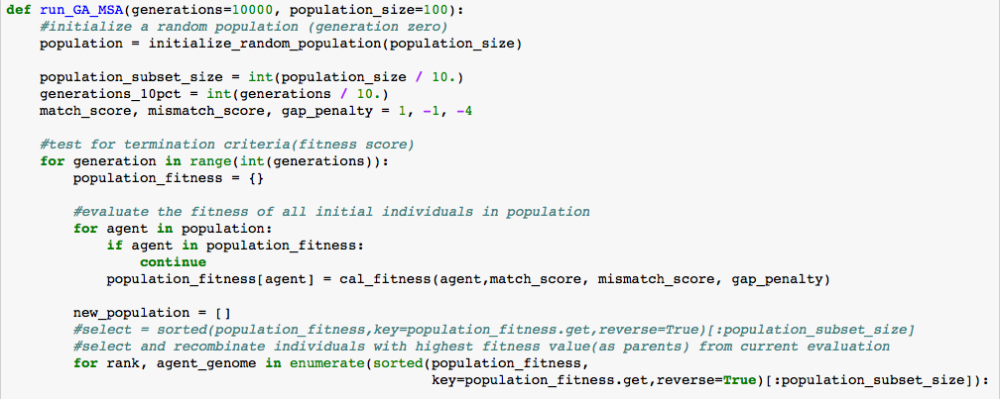 def run_GA_MSA(generations=10000, population_size=100):
    #initialize a random population (generation zero)
    population = initialize_random_population(population_size)

    population_subset_size = int(population_size / 10.)
    generations_10pct = int(generations / 10.)
    match_score, mismatch_score, gap_penalty = 1, -1, -4

    #test for termination criteria(fitness score)
    for generation in range(int(generations)):
        population_fitness = {}

        #evaluate the fitness of all initial individuals in population
        for agent in population:
            if agent in population_fitness:
                continue
            population_fitness[agent] = cal_fitness(agent,match_score, mismatch_score, gap_penalty)

        new_population = []
        #select = sorted(population_fitness,key=population_fitness.get,reverse=True)[:population_subset_size]
        #select and recombinate individuals with highest fitness value(as parents) from current evaluation
        for rank, agent_genome in enumerate(sorted(population_fitness,
                                                   key=population_fitness.get,reverse=True)[:population_subset_size]):